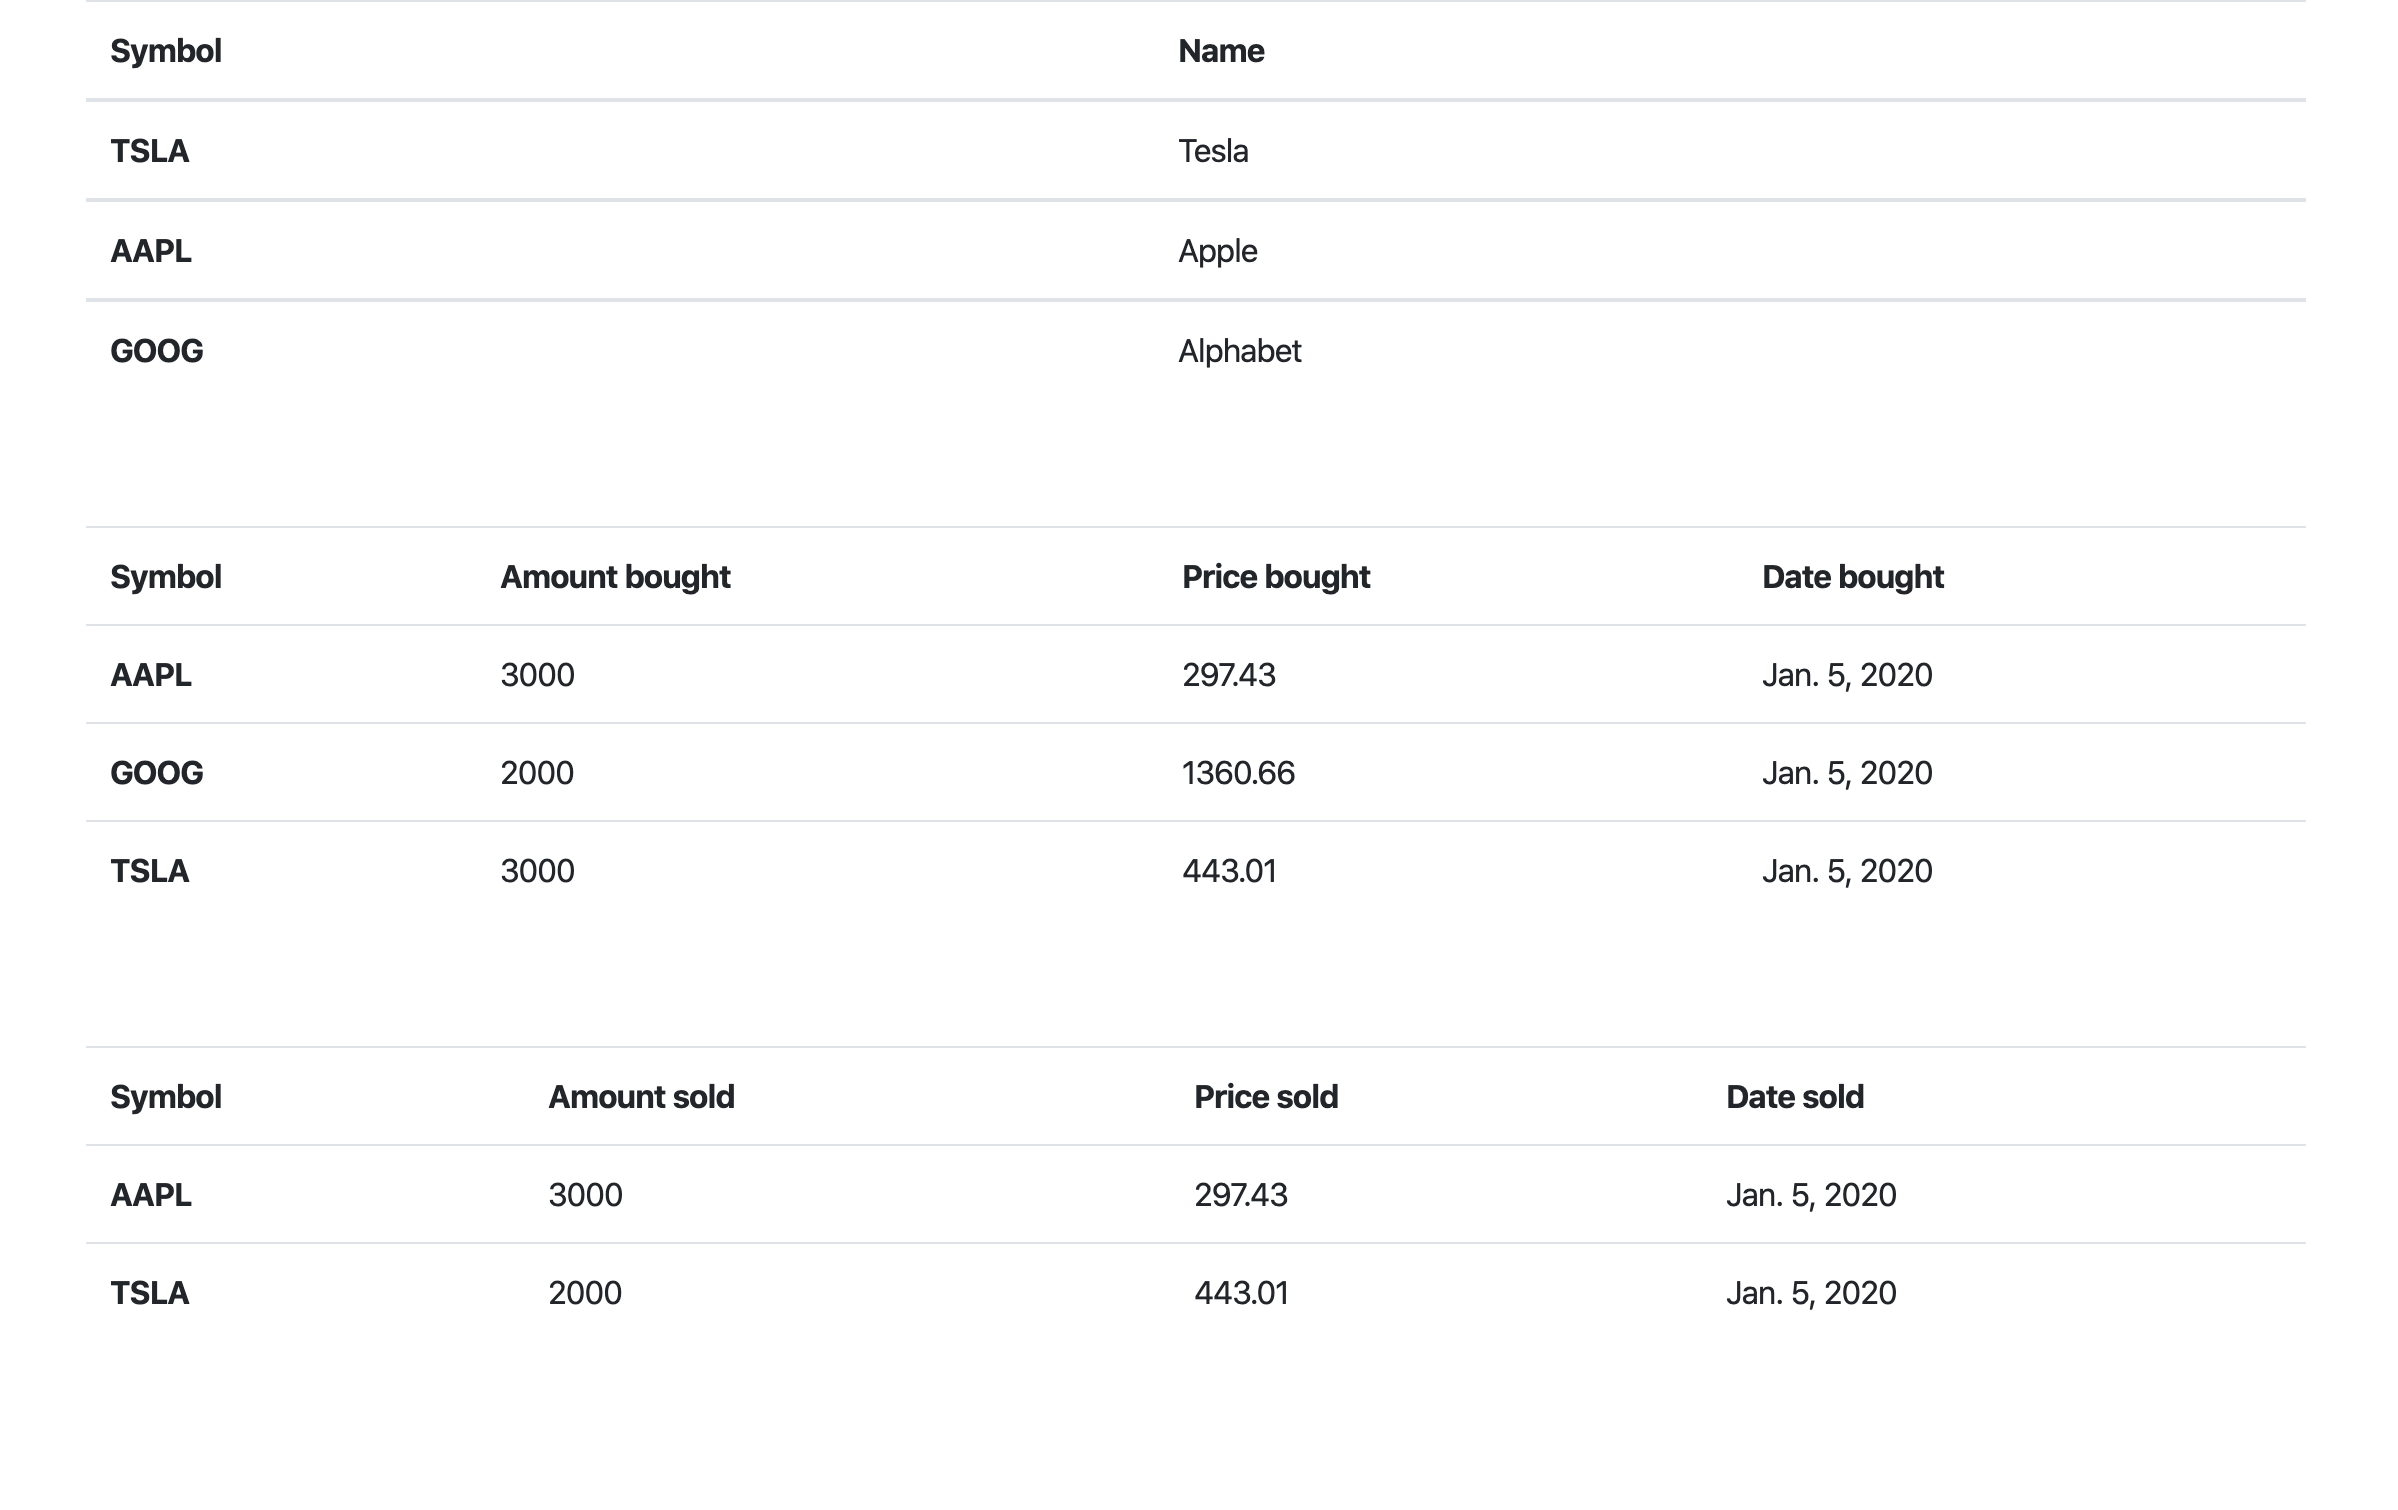 Symbol Name
TSLA Tesla
AAPL Apple
GOOG Alphabet
Symbol Amount bought Price bought Date bought
AAPL 3000 297.43 Jan. 5, 2020
GOOG 2000 1360.66 Jan. 5, 2020
TSLA 3000 443.01 Jan. 5, 2020
Symbol Amount sold Price sold Date sold
AAPL 3000 297.43 Jan. 5, 2020
TSLA 2000 443.01 Jan. 5, 2020